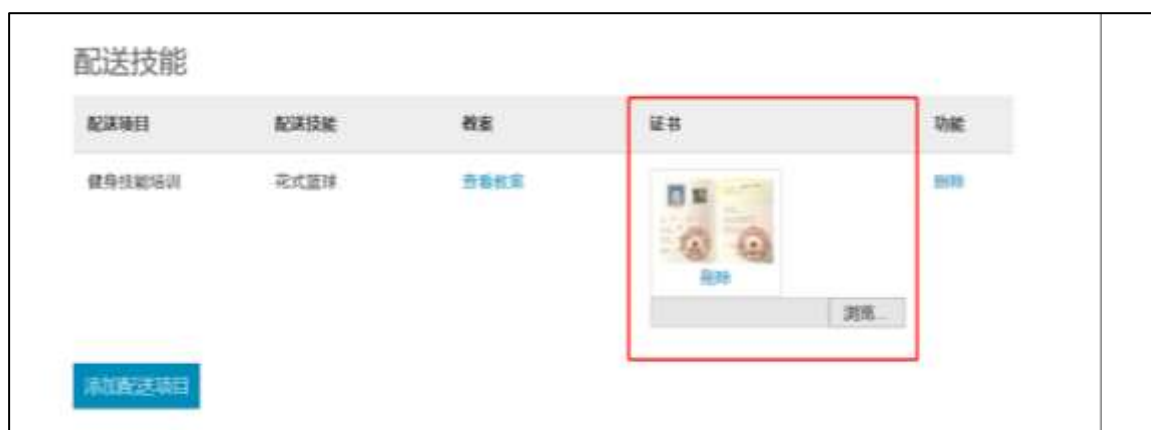 配送技能
配送项目 配送技能 教案 证书 功能
健身技能培训 花式篮球 查看教案 删除
删除
浏览...
添加配送项目